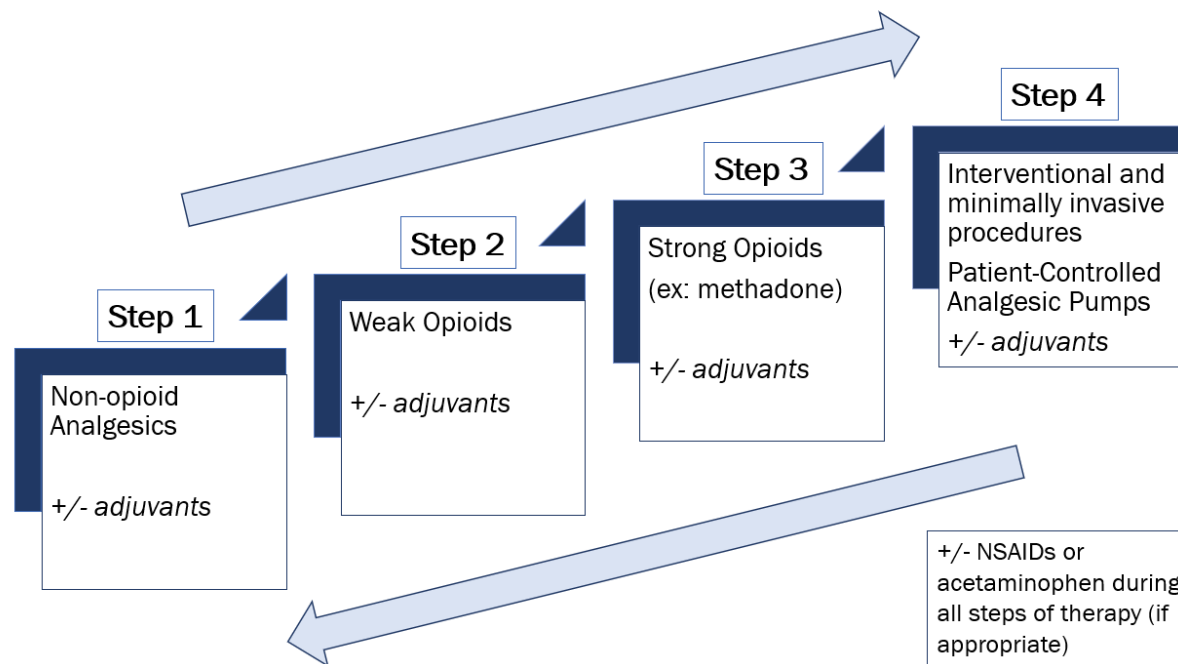 Step 1
Non-opioid
Analgesics
+/- adjuvants
Step 2
Weak Opioids
+/- adjuvants
Step 3
Strong Opioids
(ex: methadone)
+/- adjuvants
Step 4
Interventional and
minimally invasive
procedures
Patient-Controlled
Analgesic Pumps
+/- adjuvants
+/- NSAIDs or
acetaminophen during
all steps of therapy (if
appropriate)